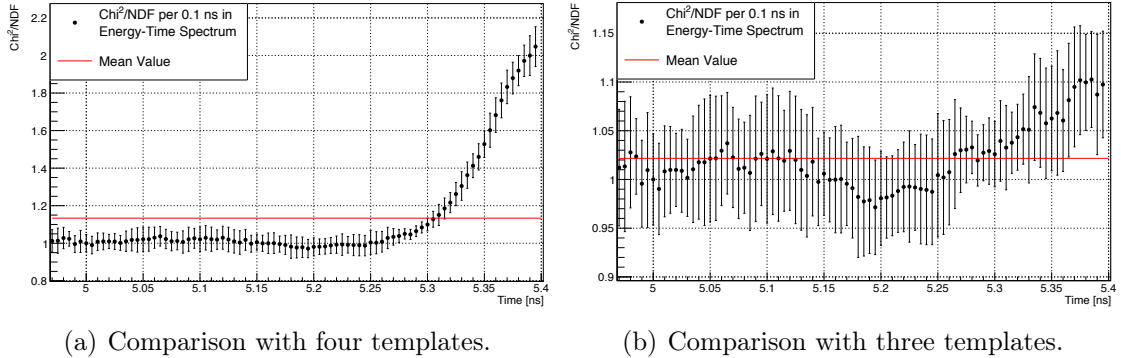 Chi²/NDF
2.2
2
1.8
1.6
1.4
1.2
1
0.8
Chi²/NDF per 0.1 ns in
Energy-Time Spectrum
Mean Value
5
5.05
5.1
5.15
5.2
5.25
5.3
5.35
5.4
Time [ns]
(a) Comparison with four templates.
Chi²/NDF
1.15
1.1
1.05
1
0.95
0.9
Chi²/NDF per 0.1 ns in
Energy-Time Spectrum
Mean Value
5
5.05
5.1
5.15
5.2
5.25
5.3
5.35
5.4
Time [ns]
(b) Comparison with three templates.